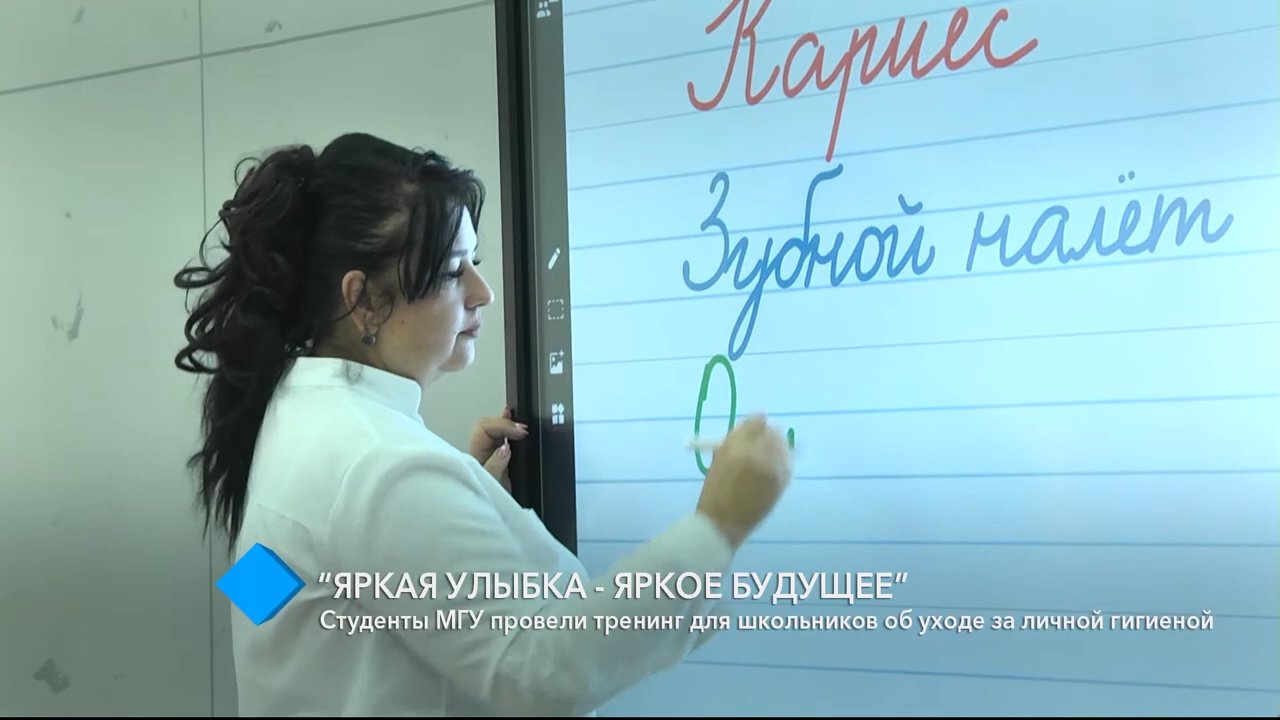 Кариес
Зубной налёт
О
“ЯРКАЯ УЛЫБКА - ЯРКОЕ БУДУЩЕЕ”
Студенты МГУ провели тренинг для школьников об уходе за личной гигиеной